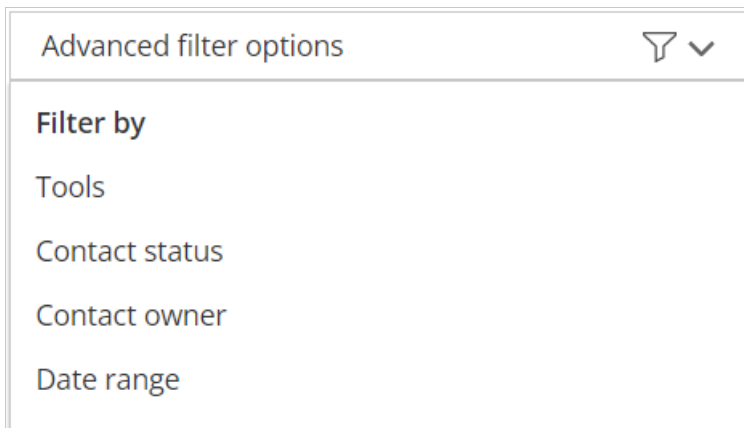 Advanced filter options
Filter by
Tools
Contact status
Contact owner
Date range